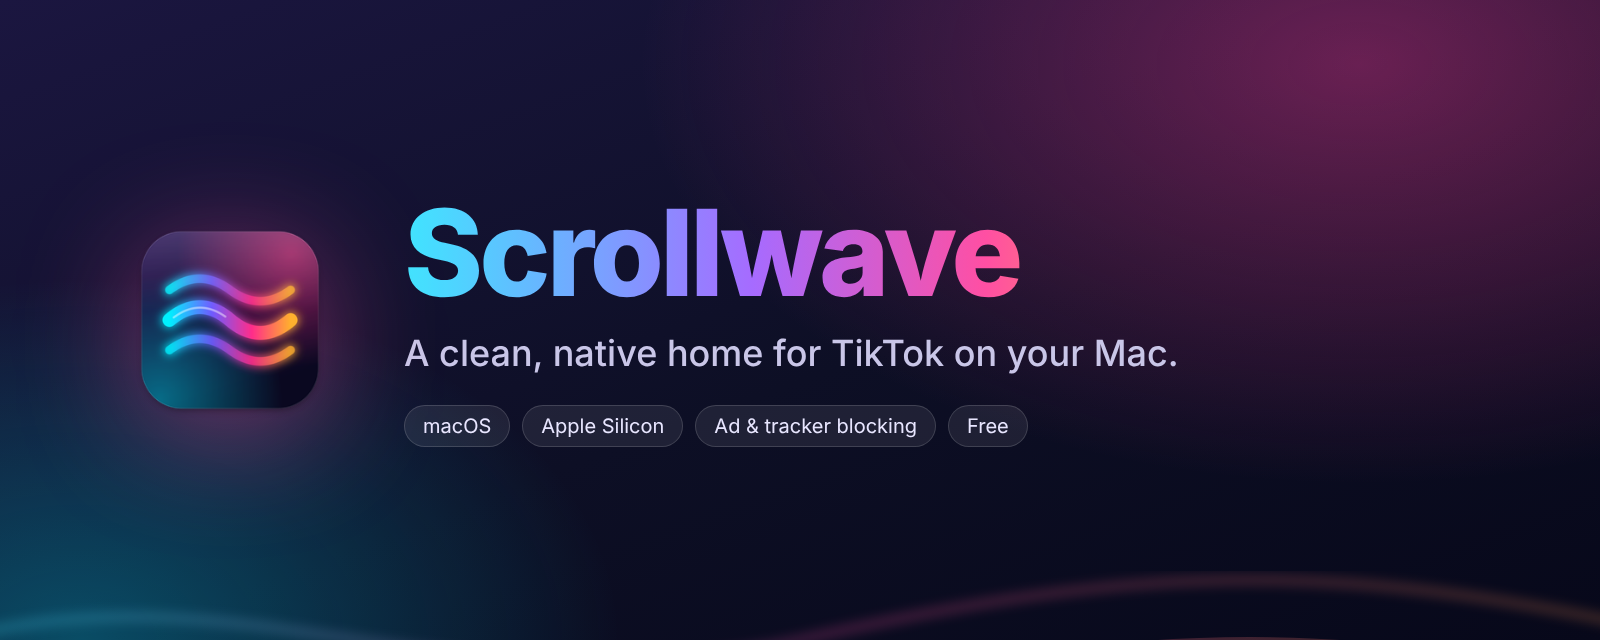 Scrollwave
A clean, native home for TikTok on your Mac.
macOS Apple Silicon Ad & tracker blocking Free